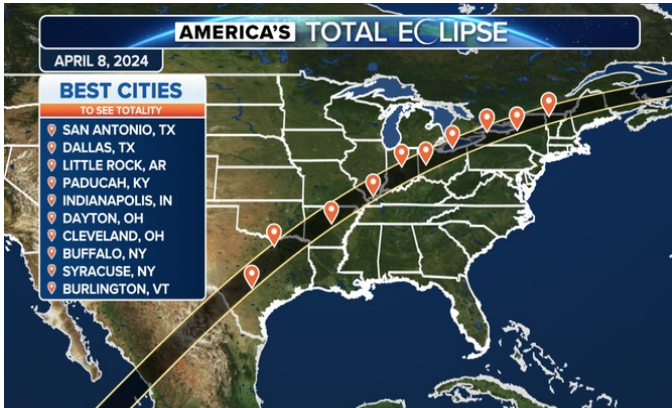 AMERICA'S TOTAL ECLIPSE
APRIL 8, 2024
BEST CITIES
TO SEE TOTALITY
SAN ANTONIO, TX
DALLAS, TX
LITTLE ROCK, AR
PADUCAH, KY
INDIANAPOLIS, IN
DAYTON, OH
CLEVELAND, OH
BUFFALO, NY
SYRACUSE, NY
BURLINGTON, VT